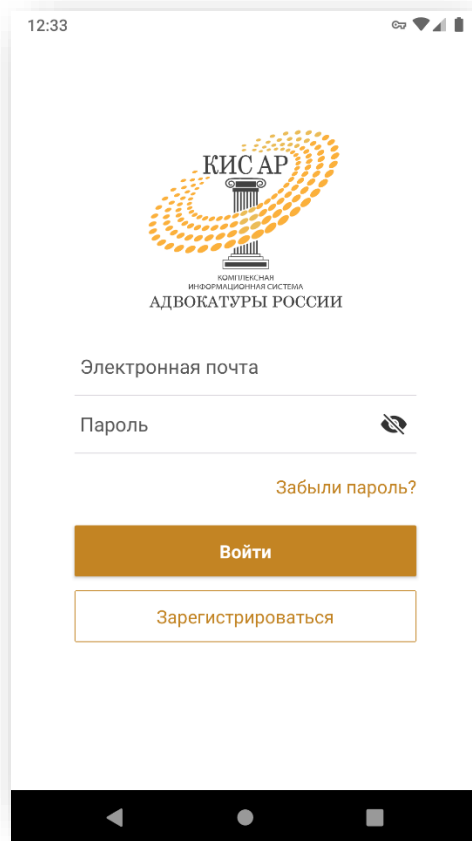 12:33
КИС АР
КОМПЛЕКСНАЯ
ИНФОРМАЦИОННАЯ СИСТЕМА
АДВОКАТУРЫ РОССИИ
Электронная почта
Пароль
Забыли пароль?
Войти
Зарегистрироваться